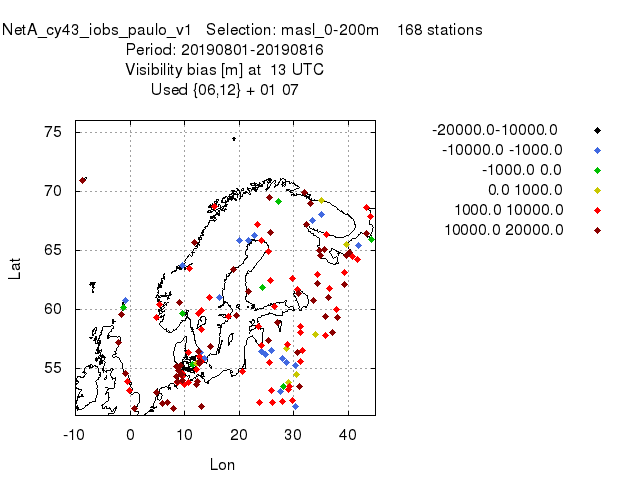 NetA_cy43_iobs_paulo_v1 Selection: masl_0-200m 168 stations
Period: 20190801-20190816
Visibility bias [m] at 13 UTC
Used {06,12} + 01 07
-20000.0-10000.0
-10000.0 -1000.0
-1000.0 0.0
0.0 1000.0
1000.0 10000.0
10000.0 20000.0
75
70
65
60
55
Lat
-10 0 10 20 30 40
Lon